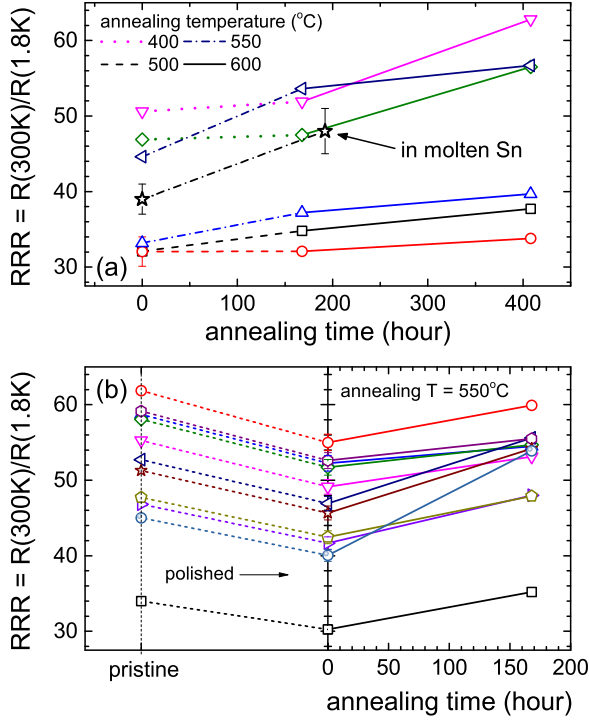 annealing temperature (°C)
400 550
500 600
60
50
40
30
RRR = R(300K)/R(1.8K)
in molten Sn
(a)
0 100 200 300 400
annealing time (hour)
(b)
annealing T = 550°C
60
50
40
30
RRR = R(300K)/R(1.8K)
polished
pristine
0 50 100 150 200
annealing time (hour)